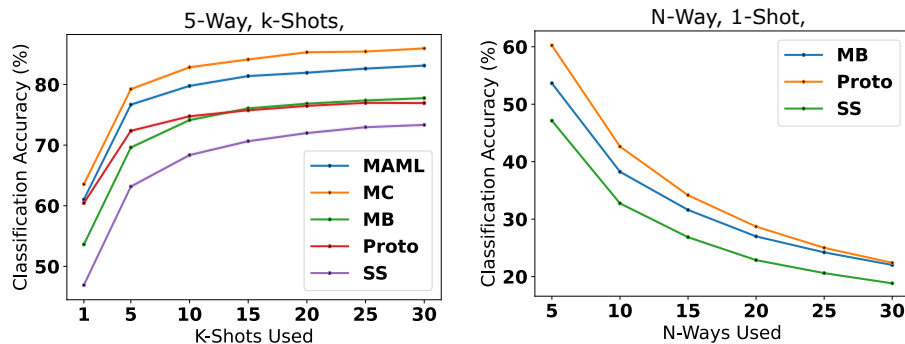 5-Way, k-Shots,
Classification Accuracy (%)
80
70
60
50
MAML
MC
MB
Proto
SS
1 5 10 15 20 25 30
K-Shots Used
N-Way, 1-Shot,
Classification Accuracy (%)
60
50
40
30
20
MB
Proto
SS
5 10 15 20 25 30
N-Ways Used